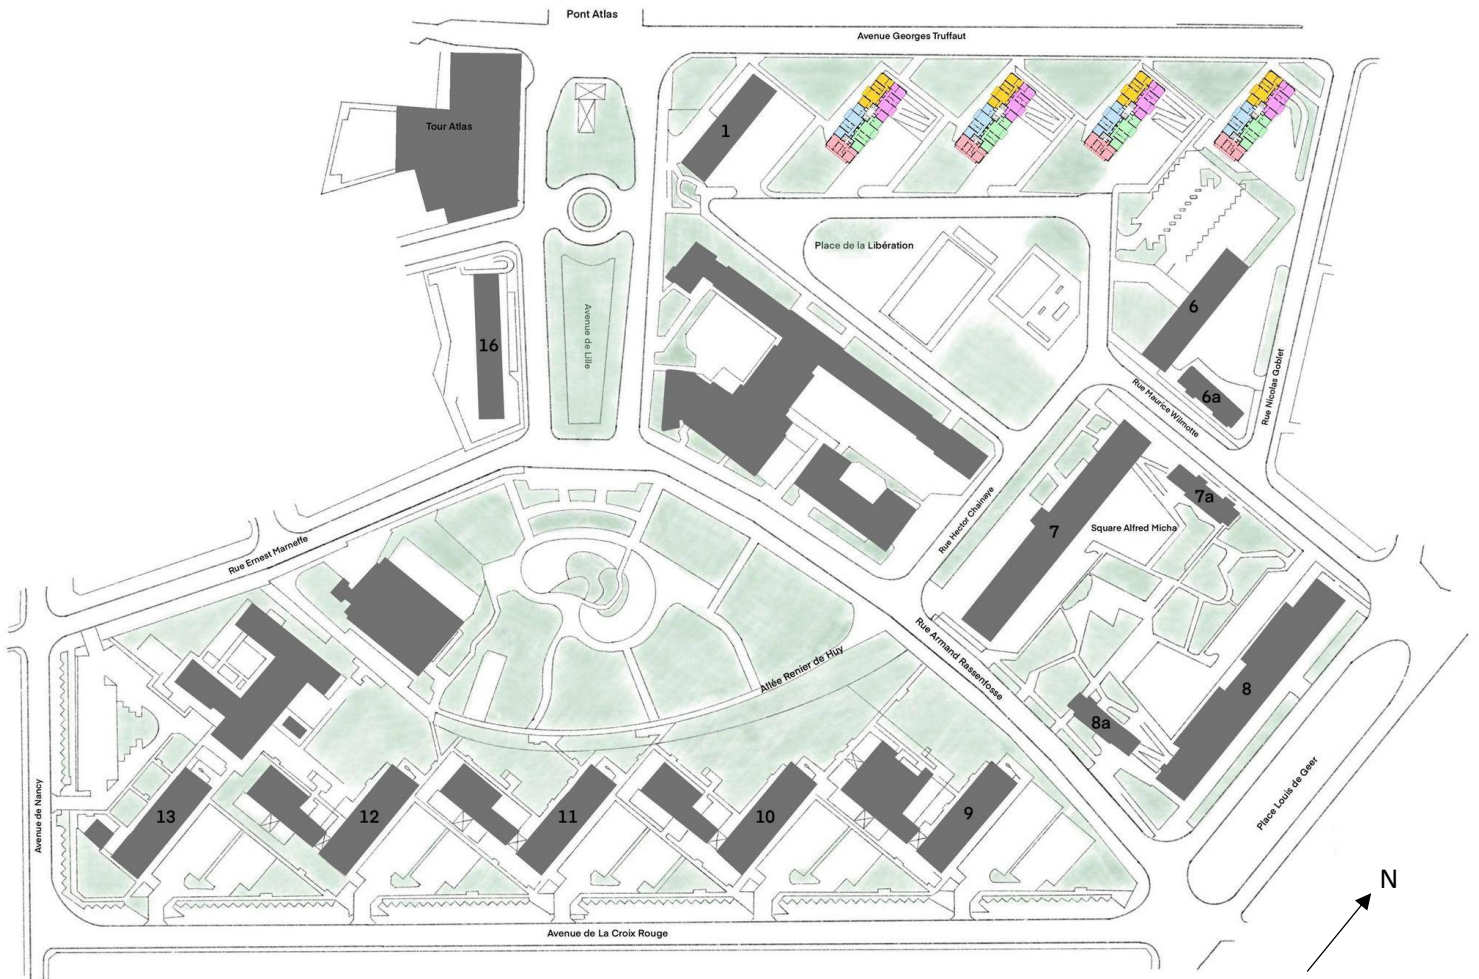 Pont Atlas
Avenue Georges Truffaut
Tour Atlas
1
Place de la Libération
6
Avenue de Lille
16
6a
Rue Maurice Wilmotte
Rue Nicolas Goblet
7a
Square Alfred Micha
7
Rue Hector Chainaye
Rue Ernest Marneffe
Rue Armand Rassenfosse
Allée Renier de Huy
8
8a
Place Louis de Geer
Avenue de Nancy
13
12
11
10
9
N
Avenue de La Croix Rouge